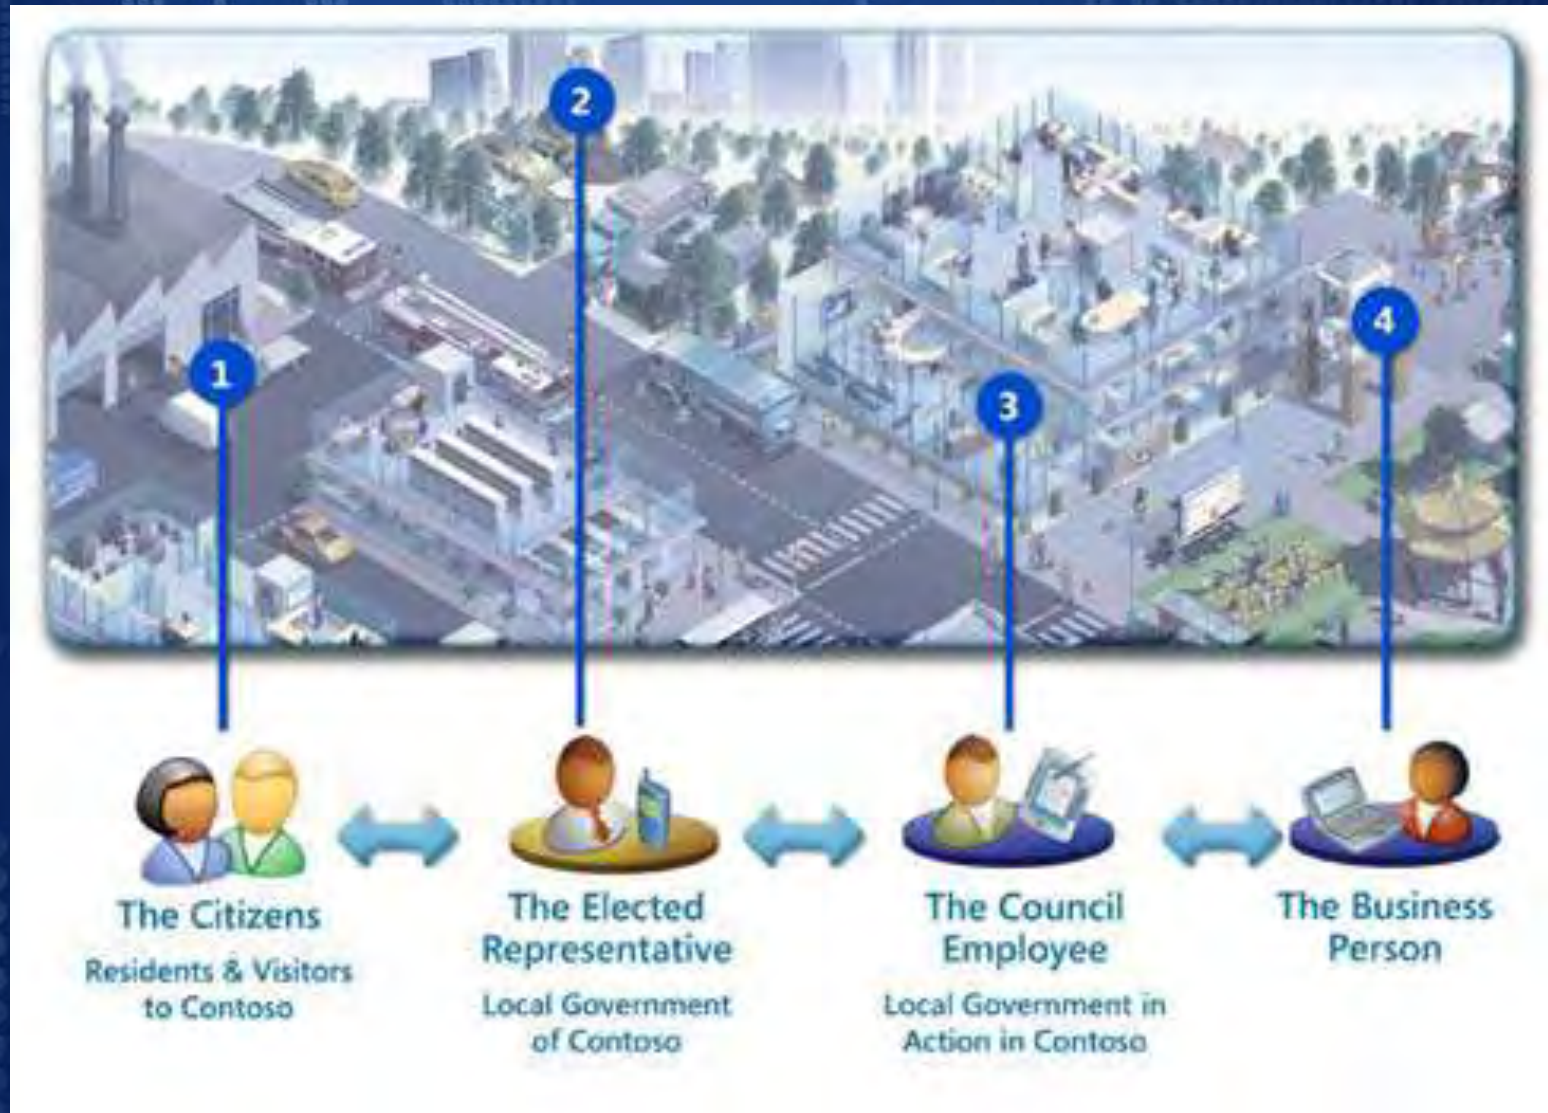 2
4
1
3
The Citizens
Residents & Visitors
to Contoso
The Elected
Representative
Local Government
of Contoso
The Council
Employee
Local Government in
Action in Contoso
The Business
Person